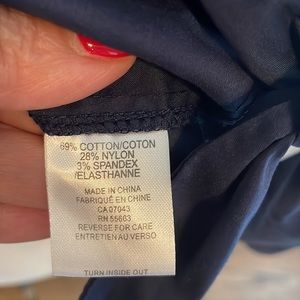 69% COTTON/COTON
28% NYLON
3% SPANDEX
/ELASTHANNE
MADE IN CHINA
FABRIQUÉ EN CHINE
CA 07043
RN 55663
REVERSE FOR CARE
ENTRETIEN AU VERSO
TURN INSIDE OUT